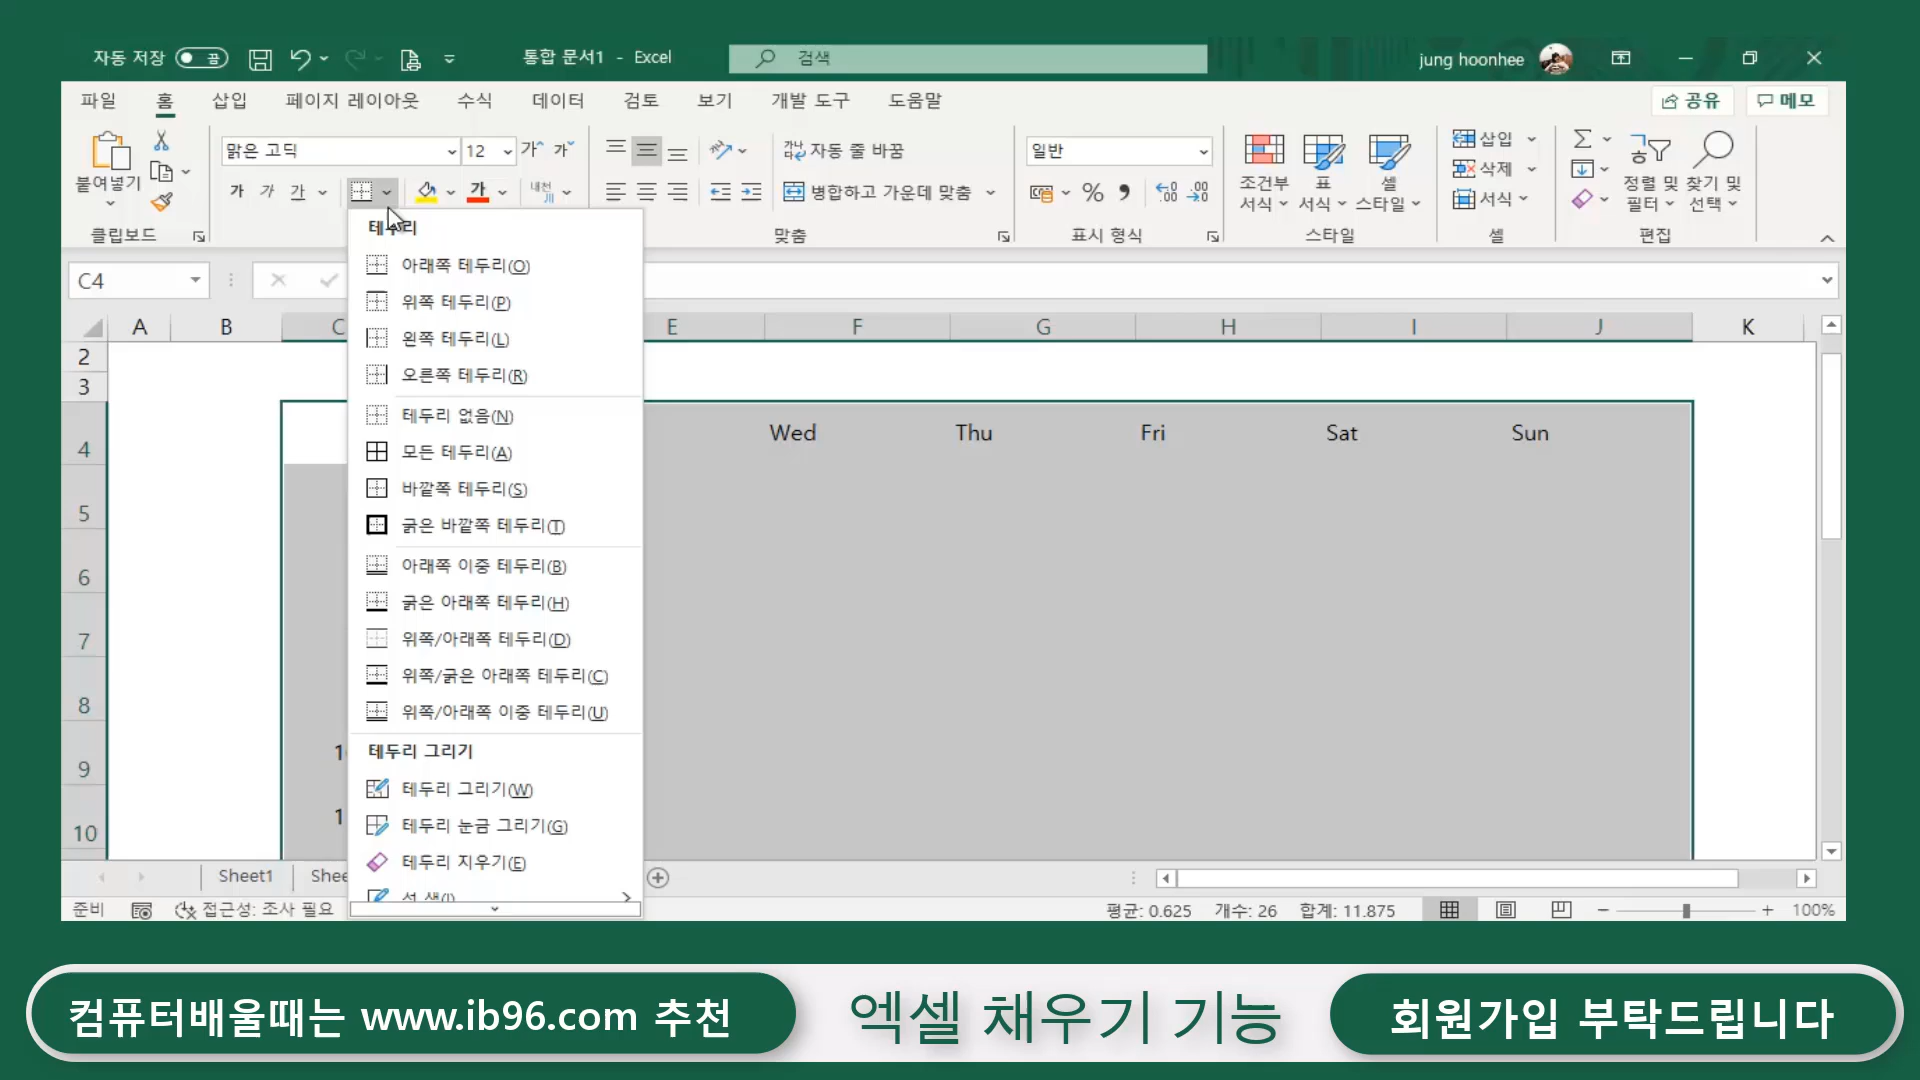 자동 저장 끔 통합 문서1 - Excel 검색 jung hoonhee
파일 홈 삽입 페이지 레이아웃 수식 데이터 검토 보기 개발 도구 도움말 공유 메모
붙여넣기
클립보드
맑은 고딕 12 가 가
가 가 간 가 내천
자동 줄 바꿈
병합하고 가운데 맞춤
맞춤
일반
표시 형식
조건부 서식
표 서식
셀 스타일
스타일
삽입
삭제
서식
셀
정렬 및 필터
찾기 및 선택
편집
C4
A B C E F G H I J K
2
3
4 Wed Thu Fri Sat Sun
5
6
7
8
9
10
테두리
아래쪽 테두리(O)
위쪽 테두리(P)
왼쪽 테두리(L)
오른쪽 테두리(R)
테두리 없음(N)
모든 테두리(A)
바깥쪽 테두리(S)
굵은 바깥쪽 테두리(T)
아래쪽 이중 테두리(B)
굵은 아래쪽 테두리(H)
위쪽/아래쪽 테두리(D)
위쪽/굵은 아래쪽 테두리(C)
위쪽/아래쪽 이중 테두리(U)
테두리 그리기
테두리 그리기(W)
테두리 눈금 그리기(G)
테두리 지우기(E)
선 색(I)
Sheet1 Shee
준비 접근성: 조사 필요 평균: 0.625 개수: 26 합계: 11.875 100%
컴퓨터배울때는 www.ib96.com 추천
엑셀 채우기 기능
회원가입 부탁드립니다